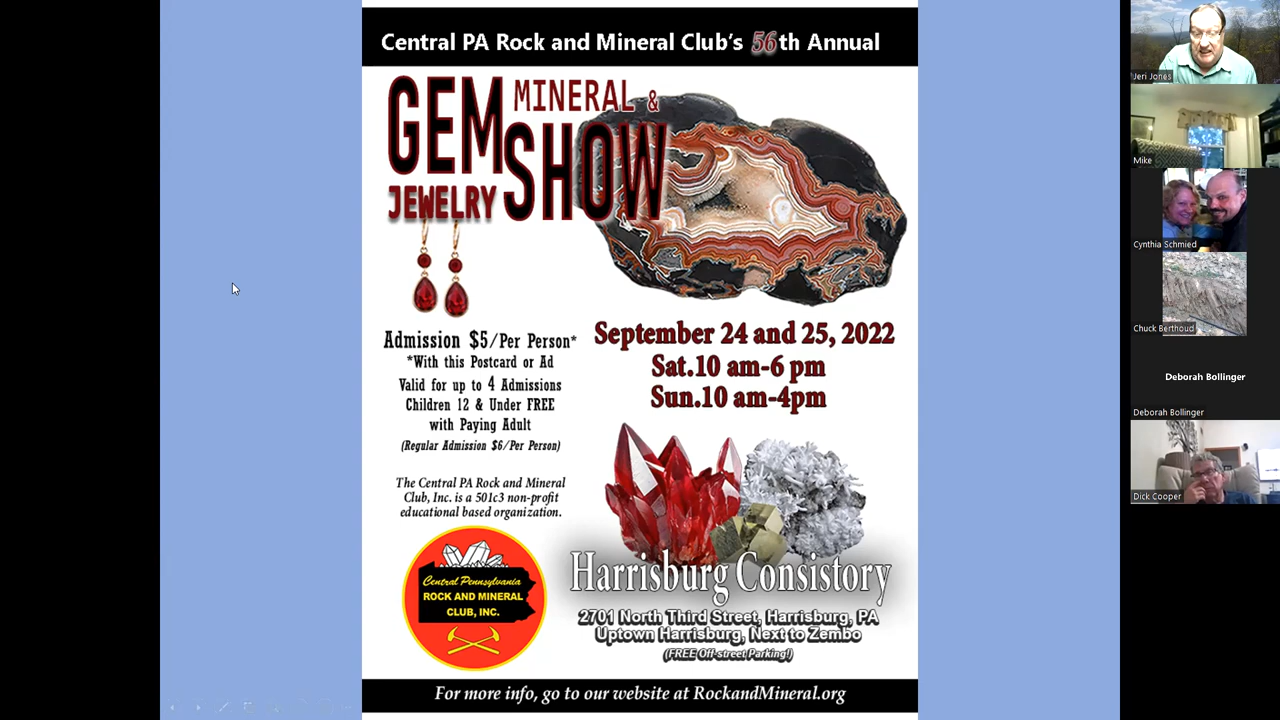 Central PA Rock and Mineral Club's 56th Annual
GEM MINERAL &
JEWELRY SHOW
Admission $5/Per Person*
*With this Postcard or Ad
Valid for up to 4 Admissions
Children 12 & Under FREE
with Paying Adult
(Regular Admission $6/Per Person)
September 24 and 25, 2022
Sat.10 am-6 pm
Sun.10 am-4pm
The Central PA Rock and Mineral
Club, Inc. is a 501c3 non-profit
educational based organization.
Central Pennsylvania
ROCK AND MINERAL
CLUB, INC.
Harrisburg Consistory
2701 North Third Street, Harrisburg, PA
Uptown Harrisburg, Next to Zembo
(FREE Off-street Parking!)
For more info, go to our website at RockandMineral.org
Jeri Jones
Mike
Cynthia Schmied
Chuck Berthoud
Deborah Bollinger
Deborah Bollinger
Dick Cooper